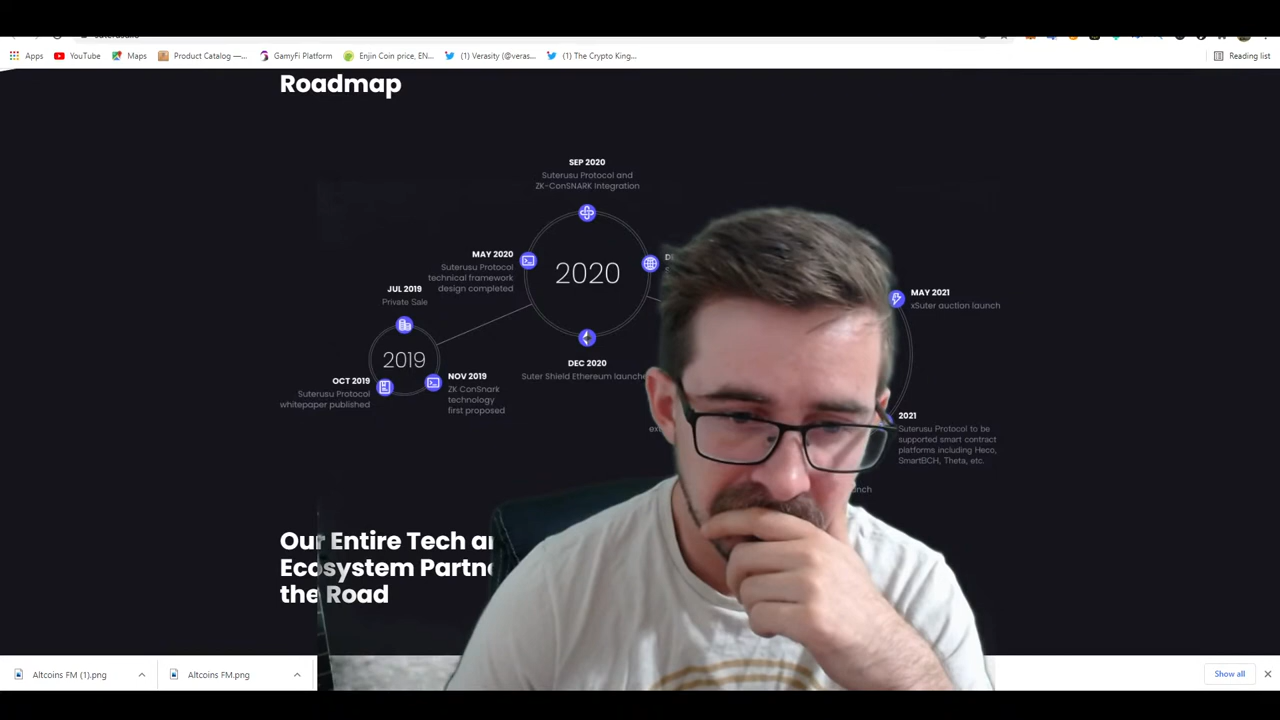 Apps
YouTube
Maps
Product Catalog —...
GamyFi Platform
Enjin Coin price, EN...
(1) Verasity (@veras...
(1) The Crypto King...
Reading list
Roadmap
SEP 2020
Suterusu Protocol and
ZK-ConSNARK Integration
MAY 2020
Suterusu Protocol
technical framework
design completed
2020
JUL 2019
Private Sale
2019
OCT 2019
Suterusu Protocol
whitepaper published
NOV 2019
ZK ConSnark
technology
first proposed
DEC 2020
Suter Shield Ethereum launche
MAY 2021
xSuter auction launch
2021
Suterusu Protocol to be
supported smart contract
platforms including Heco,
SmartBCH, Theta, etc.
Our Entire Tech an
Ecosystem Partne
the Road
Altcoins FM (1).png
Altcoins FM.png
Show all